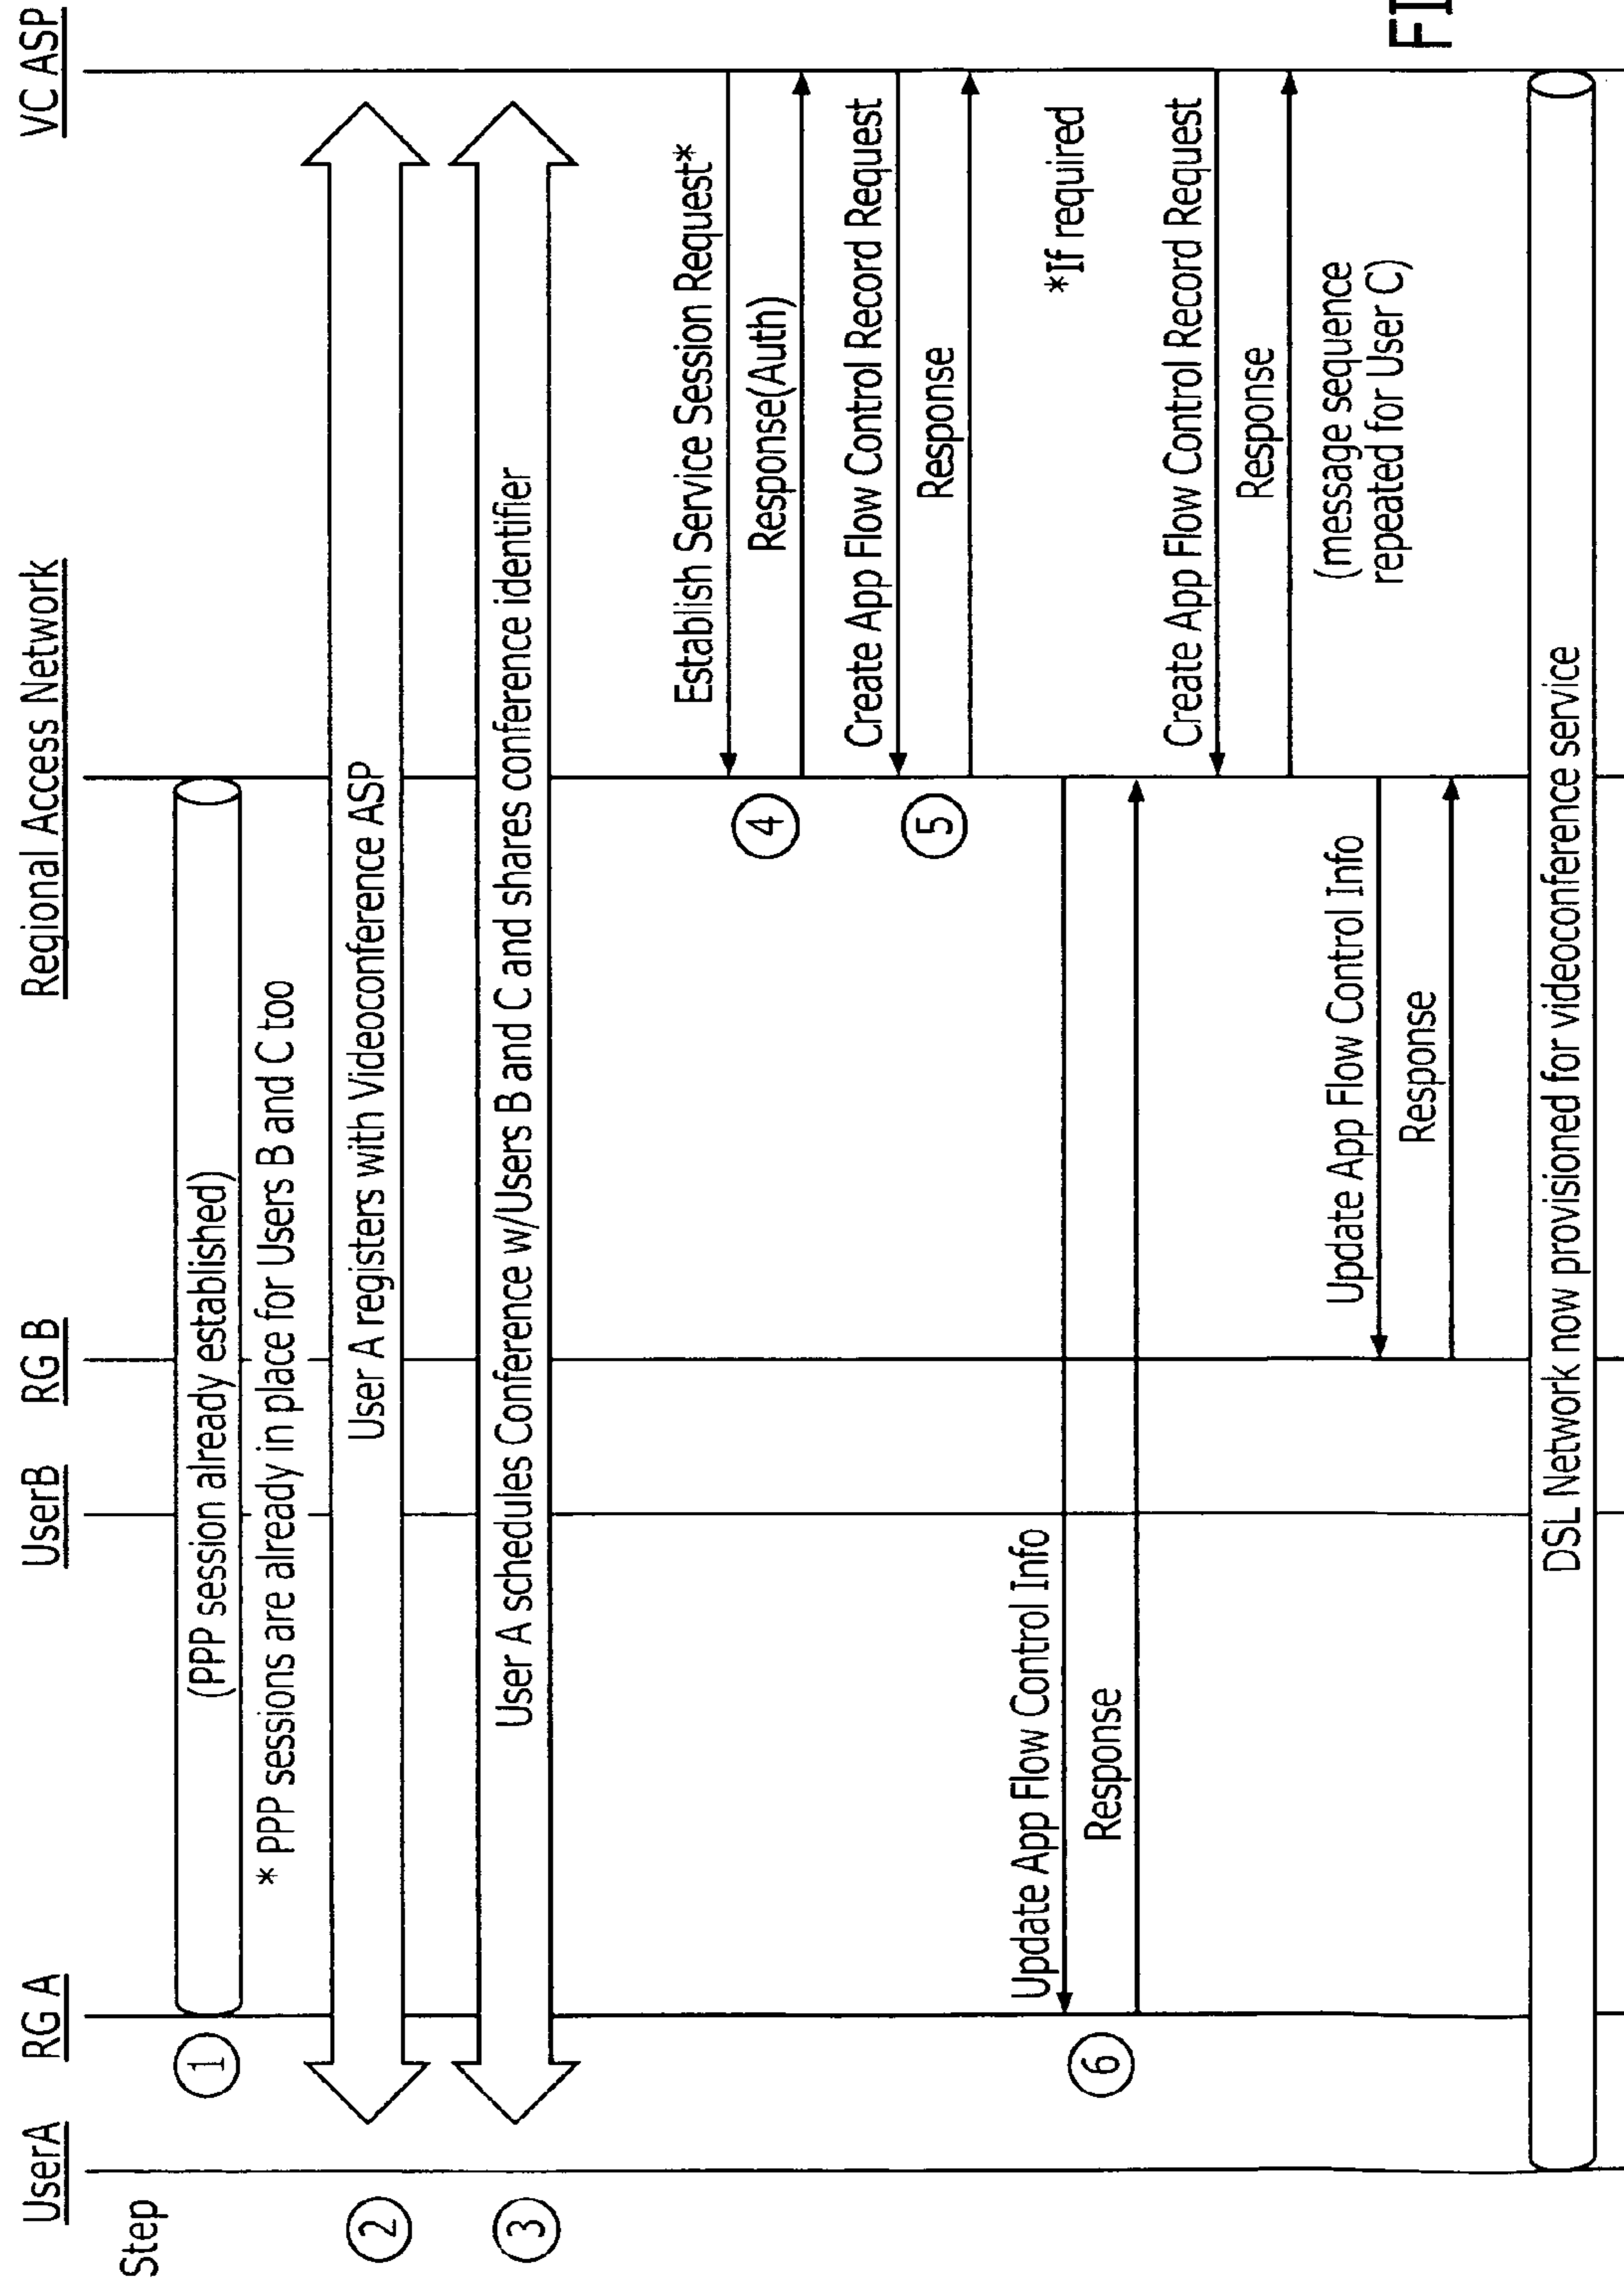 UserA
RG A
UserB
RG B
Regional Access Network
VC ASP
Step
1
(PPP session already established)
* PPP sessions are already in place for Users B and C too
2
User A registers with Videoconference ASP
3
User A schedules Conference w/Users B and C and shares conference identifier
Establish Service Session Request*
4
Response(Auth)
Create App Flow Control Record Request
5
Response
Update App Flow Control Info
*If required
6
Response
Create App Flow Control Record Request
Response
Update App Flow Control Info
(message sequence
repeated for User C)
Response
DSL Network now provisioned for videoconference service